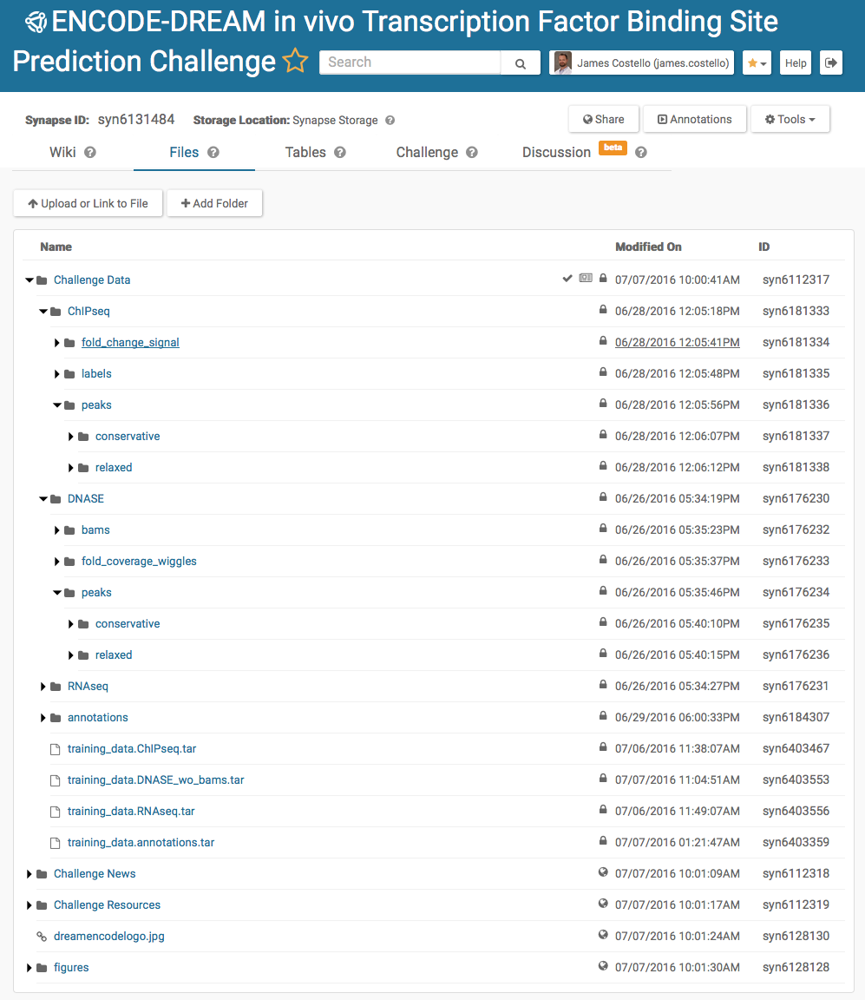 ENCODE-DREAM in vivo Transcription Factor Binding Site
Prediction Challenge Search James Costello (james.costello) Help
Synapse ID: syn6131484 Storage Location: Synapse Storage ? Share Annotations Tools
Wiki ? Files ? Tables ? Challenge ? Discussion beta ?
Upload or Link to File Add Folder
Name Modified On ID
Challenge Data 07/07/2016 10:00:41AM syn6112317
ChIPseq 06/28/2016 12:05:18PM syn6181333
fold_change_signal 06/28/2016 12:05:41PM syn6181334
labels 06/28/2016 12:05:48PM syn6181335
peaks 06/28/2016 12:05:56PM syn6181336
conservative 06/28/2016 12:06:07PM syn6181337
relaxed 06/28/2016 12:06:12PM syn6181338
DNASE 06/26/2016 05:34:19PM syn6176230
bams 06/26/2016 05:35:23PM syn6176232
fold_coverage_wiggles 06/26/2016 05:35:37PM syn6176233
peaks 06/26/2016 05:35:46PM syn6176234
conservative 06/26/2016 05:40:10PM syn6176235
relaxed 06/26/2016 05:40:15PM syn6176236
RNAseq 06/26/2016 05:34:27PM syn6176231
annotations 06/29/2016 06:00:33PM syn6184307
training_data.ChIPseq.tar 07/06/2016 11:38:07AM syn6403467
training_data.DNASE_wo_bams.tar 07/07/2016 11:04:51AM syn6403553
training_data.RNAseq.tar 07/06/2016 11:49:07AM syn6403556
training_data.annotations.tar 07/07/2016 01:21:47AM syn6403359
Challenge News 07/07/2016 10:01:09AM syn6112318
Challenge Resources 07/07/2016 10:01:17AM syn6112319
dreamencodelogo.jpg 07/07/2016 10:01:24AM syn6128130
figures 07/07/2016 10:01:30AM syn6128128